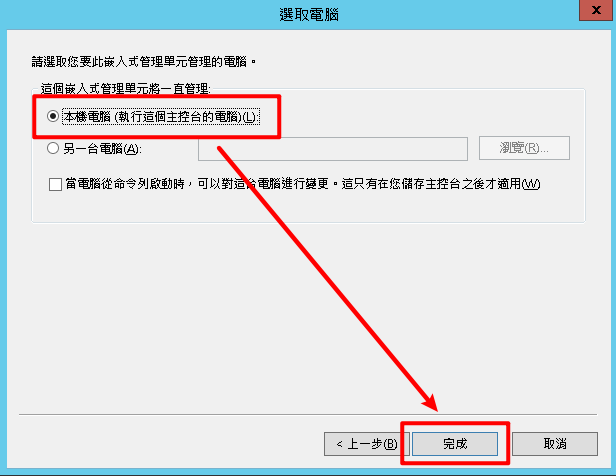 選取電腦
x
請選取您要此嵌入式管理單元管理的電腦。
這個嵌入式管理單元將一直管理:
本機電腦 (執行這個主控台的電腦)(L):
另一台電腦(A):
瀏覽(R)...
當電腦從命令列啟動時，可以對這台電腦進行變更。這只有在您儲存主控台之後才適用(W)
< 上一步(B)
完成
取消